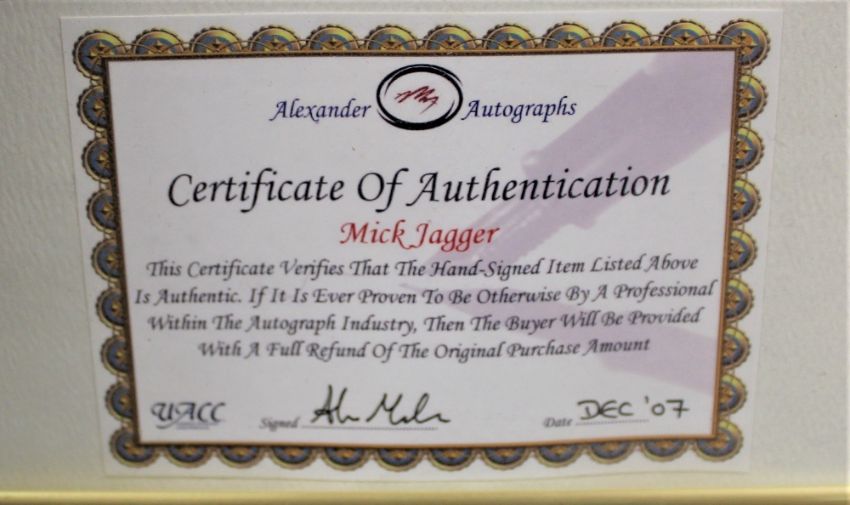 Alexander Autographs
Certificate Of Authentication
Mick Jagger
This Certificate Verifies That The Hand-Signed Item Listed Above
Is Authentic. If It Is Ever Proven To Be Otherwise By A Professional
Within The Autograph Industry, Then The Buyer Will Be Provided
With A Full Refund Of The Original Purchase Amount
UACC Signed Date DEC '07